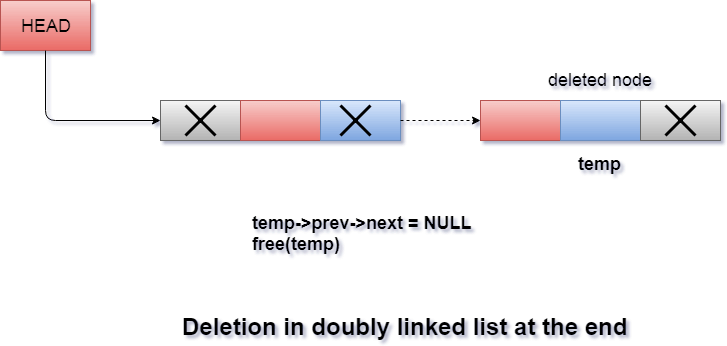 HEAD
deleted node
temp
temp->prev->next = NULL
free(temp)
Deletion in doubly linked list at the end